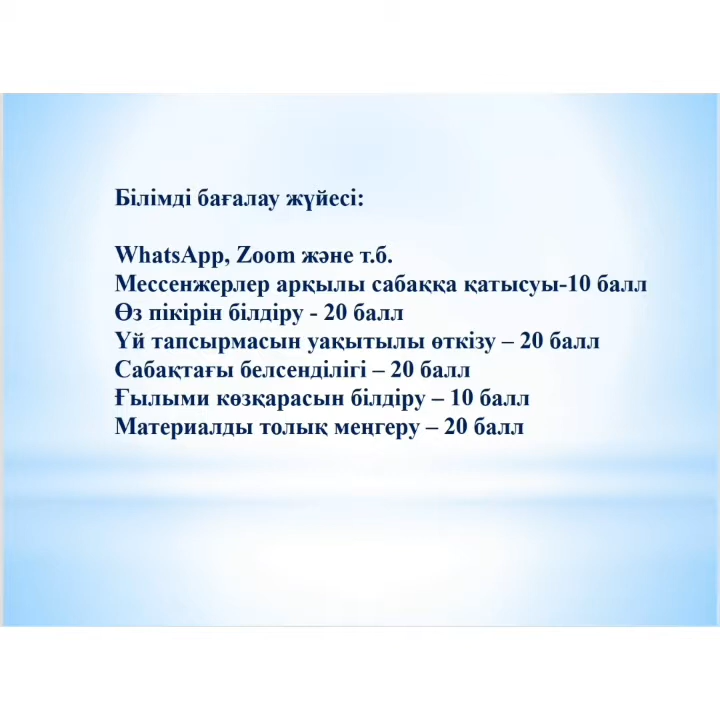 Білімді бағалау жүйесі:
WhatsApp, Zoom және т.б.
Мессенжерлер арқылы сабаққа қатысуы-10 балл
Өз пікірін білдіру - 20 балл
Үй тапсырмасын уақытылы өткізу – 20 балл
Сабақтағы белсенділігі – 20 балл
Ғылыми көзқарасын білдіру – 10 балл
Материалды толық меңгеру – 20 балл